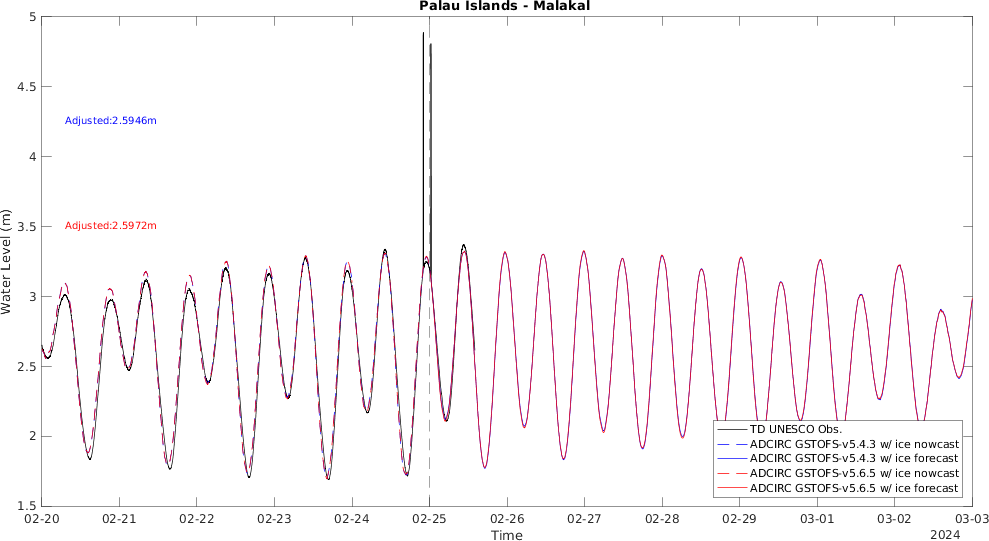 Palau Islands - Malakal
Water Level (m)
5
4.5
4
3.5
3
2.5
2
1.5
Adjusted:2.5946m
Adjusted:2.5972m
TD UNESCO Obs.
ADCIRC GSTOFS-v5.4.3 w/ ice nowcast
ADCIRC GSTOFS-v5.4.3 w/ ice forecast
ADCIRC GSTOFS-v5.6.5 w/ ice nowcast
ADCIRC GSTOFS-v5.6.5 w/ ice forecast
02-20 02-21 02-22 02-23 02-24 02-25 02-26 02-27 02-28 02-29 03-01 03-02 03-03
Time
2024